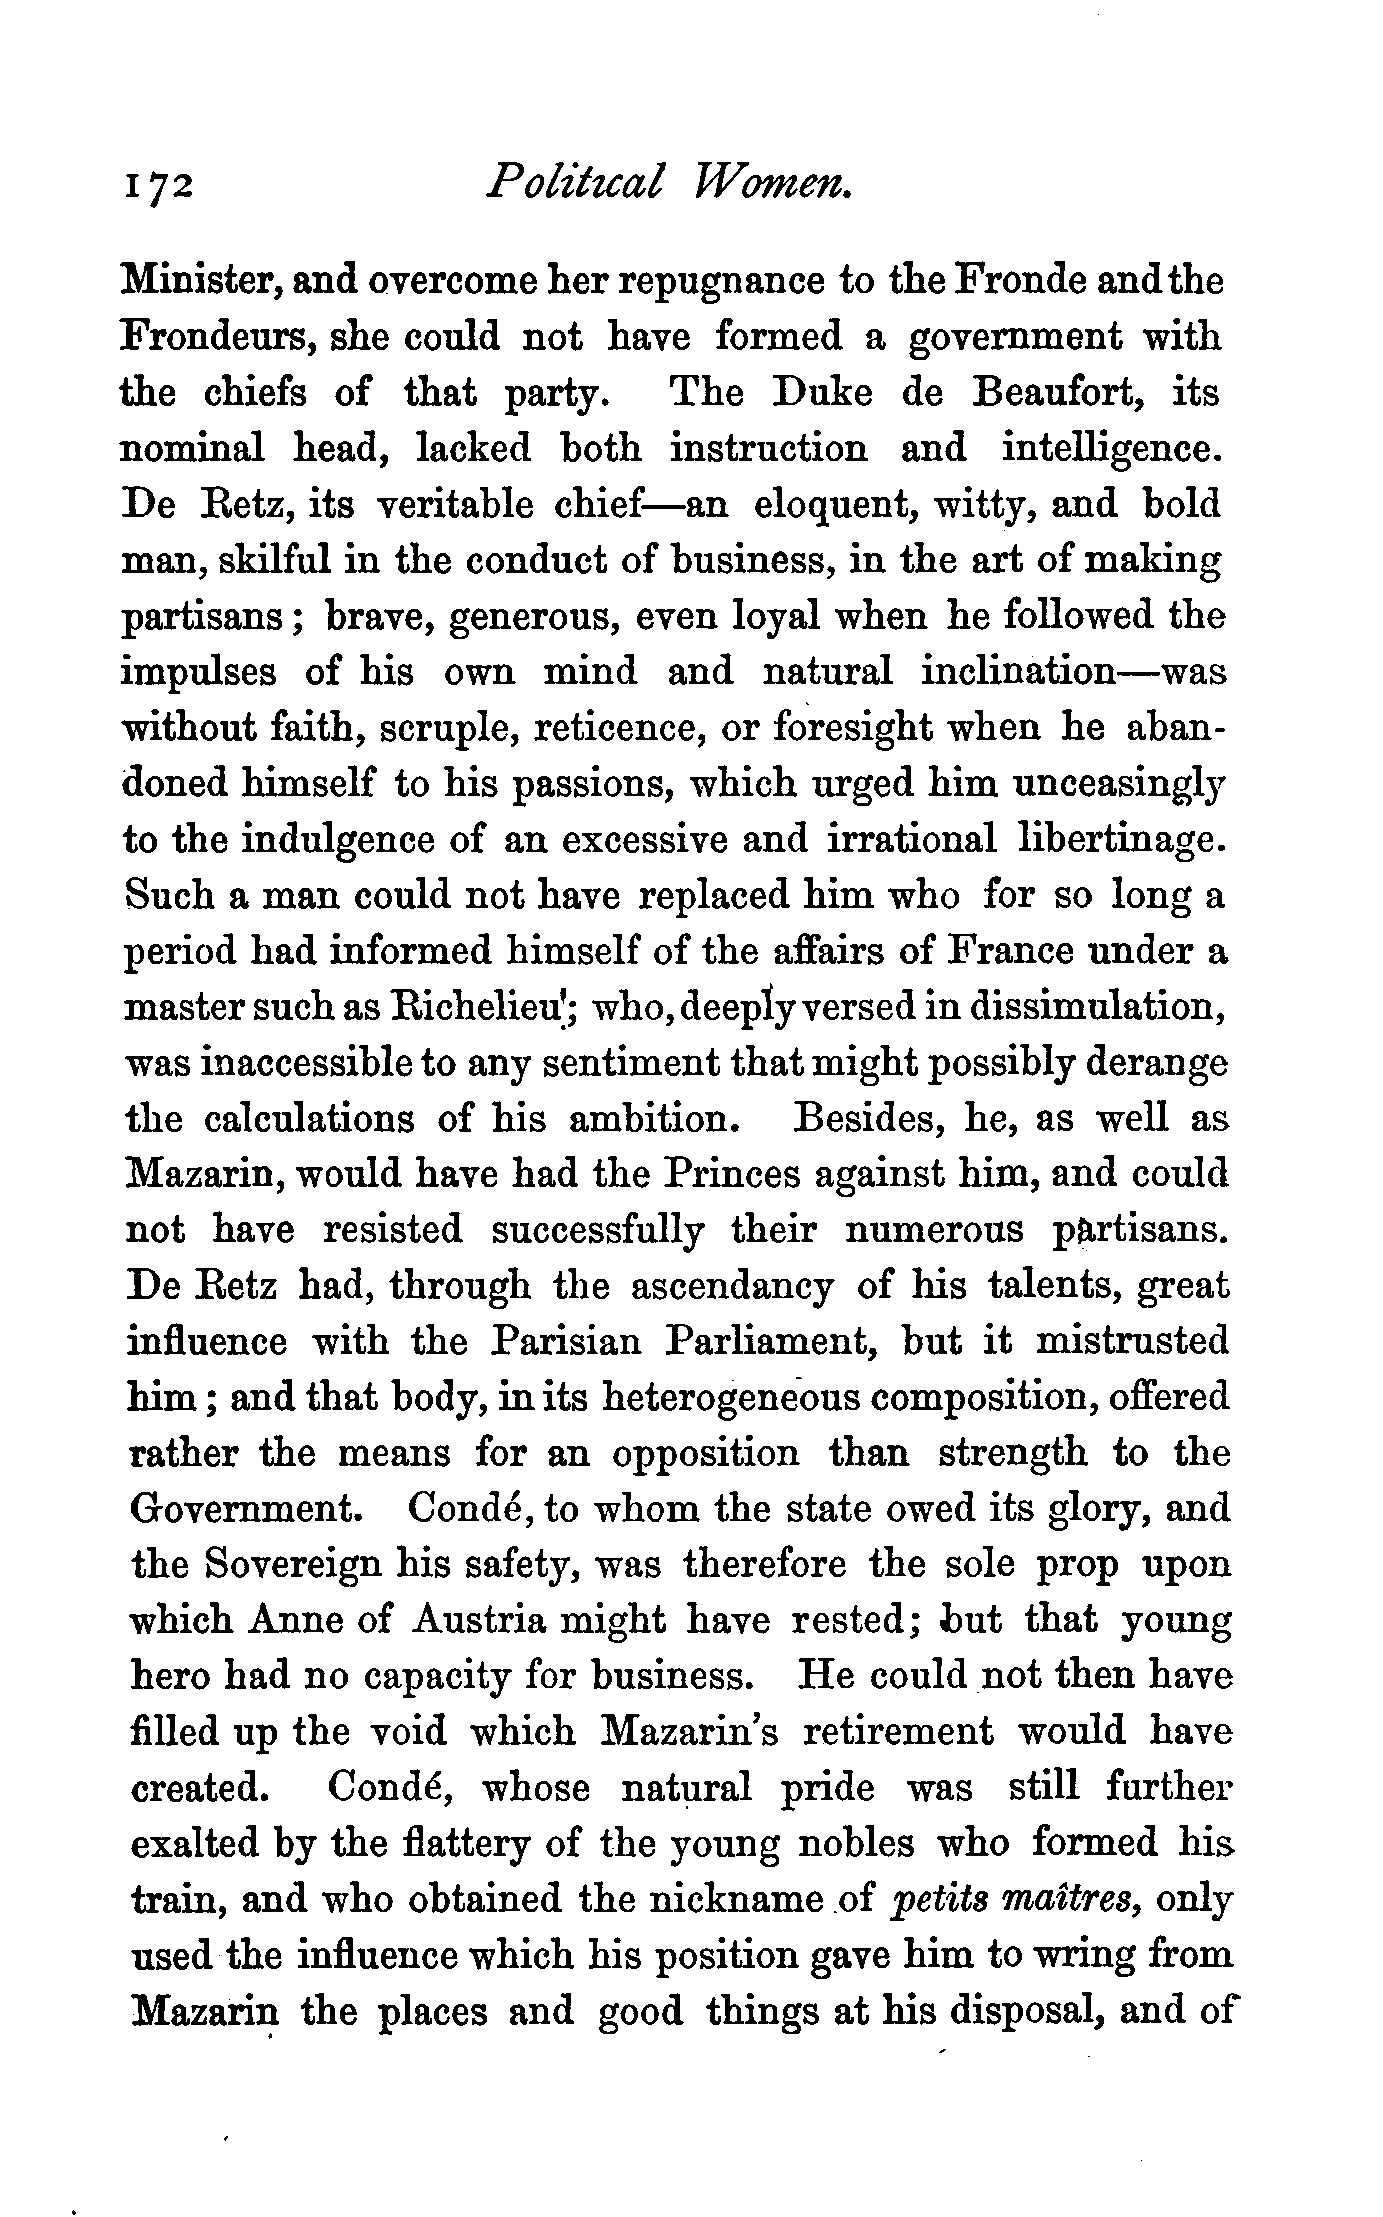 172 Political Women.
Minister, and overcome her repugnance to the Fronde and the
Frondeurs, she could not have formed a government with
the chiefs of that party. The Duke de Beaufort, its
nominal head, lacked both instruction and intelligence.
De Retz, its veritable chief—an eloquent, witty, and bold
man, skilful in the conduct of business, in the art of making
partisans; brave, generous, even loyal when he followed the
impulses of his own mind and natural inclination—was
without faith, scruple, reticence, or foresight when he aban-
doned himself to his passions, which urged him unceasingly
to the indulgence of an excessive and irrational libertinage.
Such a man could not have replaced him who for so long a
period had informed himself of the affairs of France under a
master such as Richelieu; who, deeply versed in dissimulation,
was inaccessible to any sentiment that might possibly derange
the calculations of his ambition. Besides, he, as well as
Mazarin, would have had the Princes against him, and could
not have resisted successfully their numerous partisans.
De Retz had, through the ascendancy of his talents, great
influence with the Parisian Parliament, but it mistrusted
him; and that body, in its heterogeneous composition, offered
rather the means for an opposition than strength to the
Government. Condé, to whom the state owed its glory, and
the Sovereign his safety, was therefore the sole prop upon
which Anne of Austria might have rested; but that young
hero had no capacity for business. He could not then have
filled up the void which Mazarin's retirement would have
created. Condé, whose natural pride was still further
exalted by the flattery of the young nobles who formed his
train, and who obtained the nickname of petits maîtres, only
used the influence which his position gave him to wring from
Mazarin the places and good things at his disposal, and of